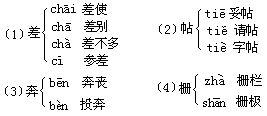 (1) 差
chāi 差使
chā 差别
chà 差不多
cī 参差
(2) 帖
tiē 妥帖
tiě 请帖
tiè 字帖
(3) 奔
bēn 奔丧
bèn 投奔
(4) 栅
zhà 栅栏
shān 栅极